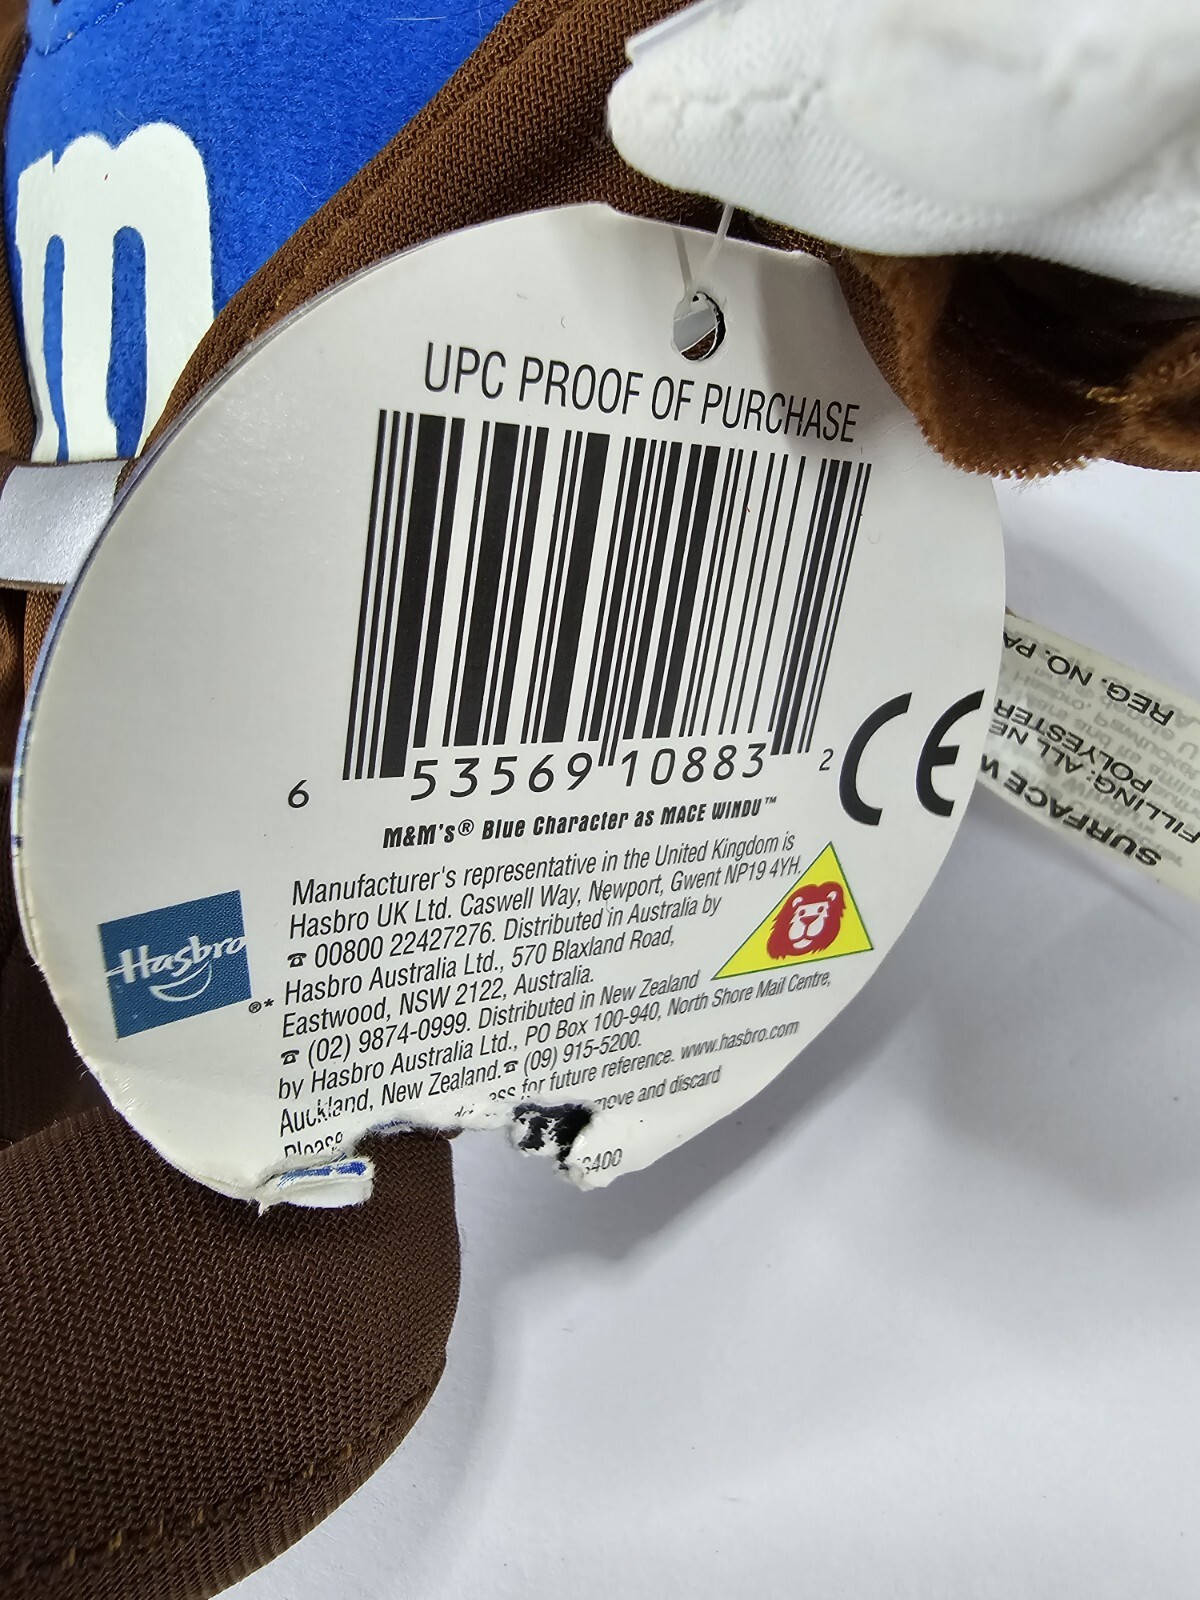 m
UPC PROOF OF PURCHASE
6 53569 10883 2
CE
M&M's® Blue Character as MACE WINDU™
Hasbro
®*
Manufacturer's representative in the United Kingdom is
Hasbro UK Ltd. Caswell Way, Newport, Gwent NP19 4YH.
☎ 00800 22427276. Distributed in Australia by
Hasbro Australia Ltd., 570 Blaxland Road,
Eastwood, NSW 2122, Australia.
☎ (02) 9874-0999. Distributed in New Zealand
by Hasbro Australia Ltd., PO Box 100-940, North Shore Mail Centre,
Auckland, New Zealand. ☎ (09) 915-5200.
Please for future reference. www.hasbro.com
and discard
400
REG. NO. PA
POLYESTER
FILLING: ALL NE
SURFACE W